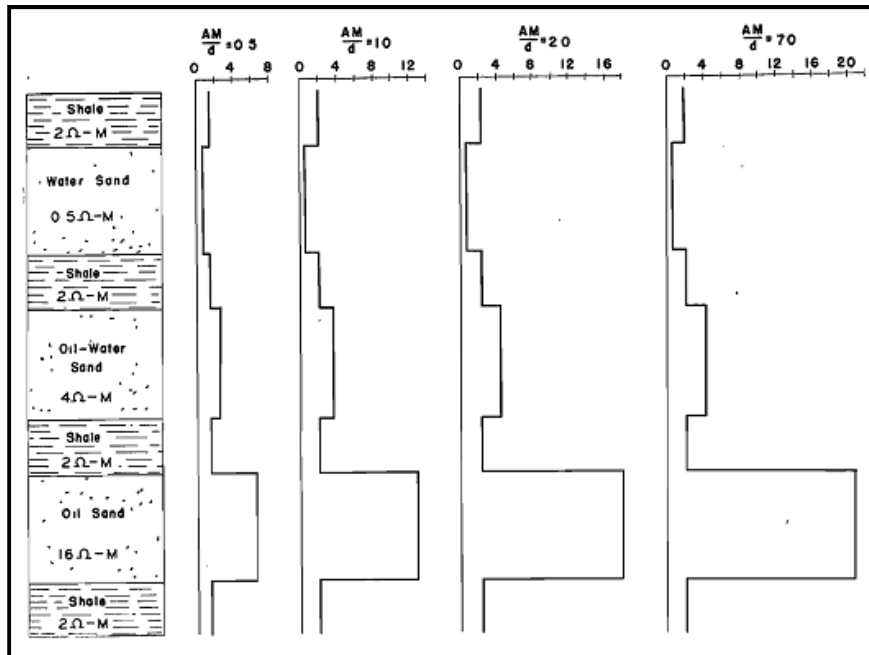 AM/d = 0 5
0 4 8
AM/d = 10
0 4 8 12
AM/d = 20
0 4 8 12 16
AM/d = 70
0 4 8 12 16 20
Shale
2Ω-M
Water Sand
0 5Ω-M
Shale
2Ω-M
Oil-Water
Sand
4Ω-M
Shale
2Ω-M
Oil Sand
16Ω-M
Shale
2Ω-M